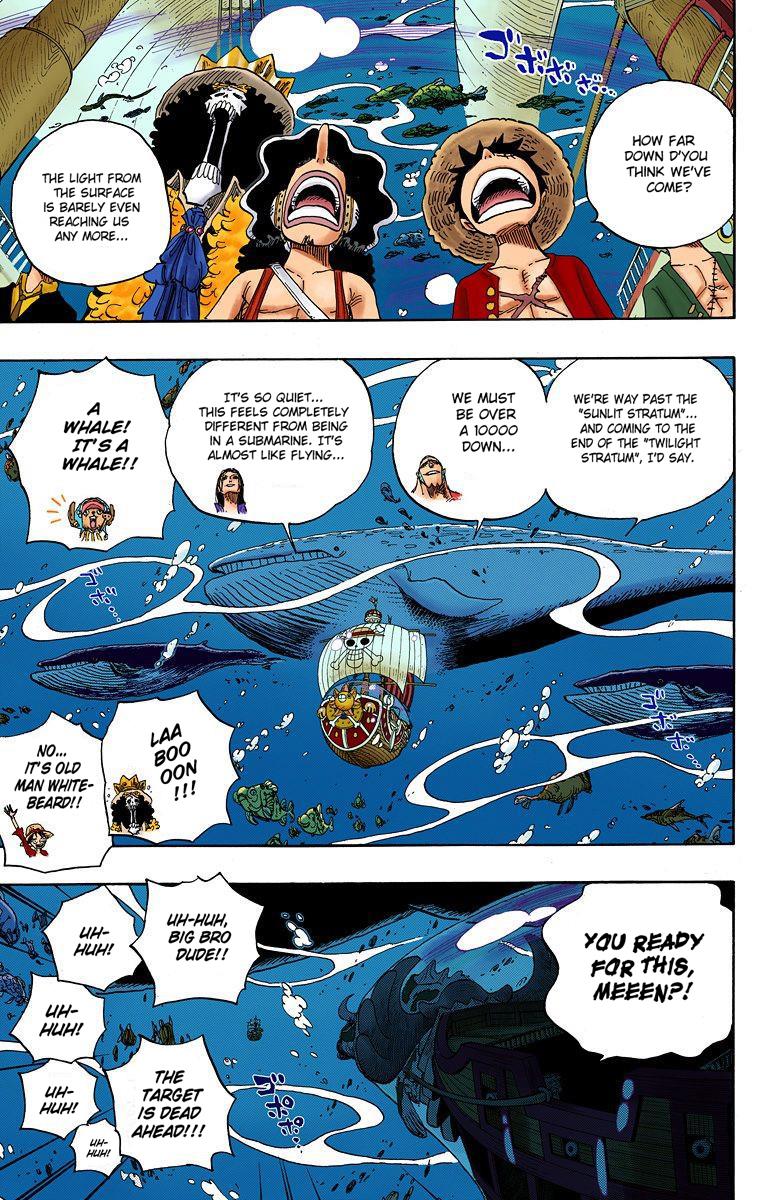 ゴボボボ…
HOW FAR
DOWN D'YOU
THINK WE'VE
COME?
THE LIGHT FROM
THE SURFACE
IS BARELY EVEN
REACHING US
ANY MORE...
WE'RE WAY PAST THE
"SUNLIT STRATUM"...
AND COMING TO THE
END OF THE "TWILIGHT
STRATUM", I'D SAY.
WE MUST
BE OVER
A 10000
DOWN...
IT'S SO QUIET...
THIS FEELS COMPLETELY
DIFFERENT FROM BEING
IN A SUBMARINE. IT'S
ALMOST LIKE FLYING...
A
WHALE!
IT'S A
WHALE!!
ゴボ…
ゴボボ…
LAA
BOO
OON
!!!
NO...
IT'S OLD
MAN WHITE-
BEARD!!
YOU READY
FOR THIS,
MEEEN?!
UH-HUH,
BIG BRO
DUDE!!
UH-
HUH!
UH-
HUH!
THE
TARGET
IS DEAD
AHEAD!!!
UH-
HUH!
UH-
HUH!
ゴポポポ…